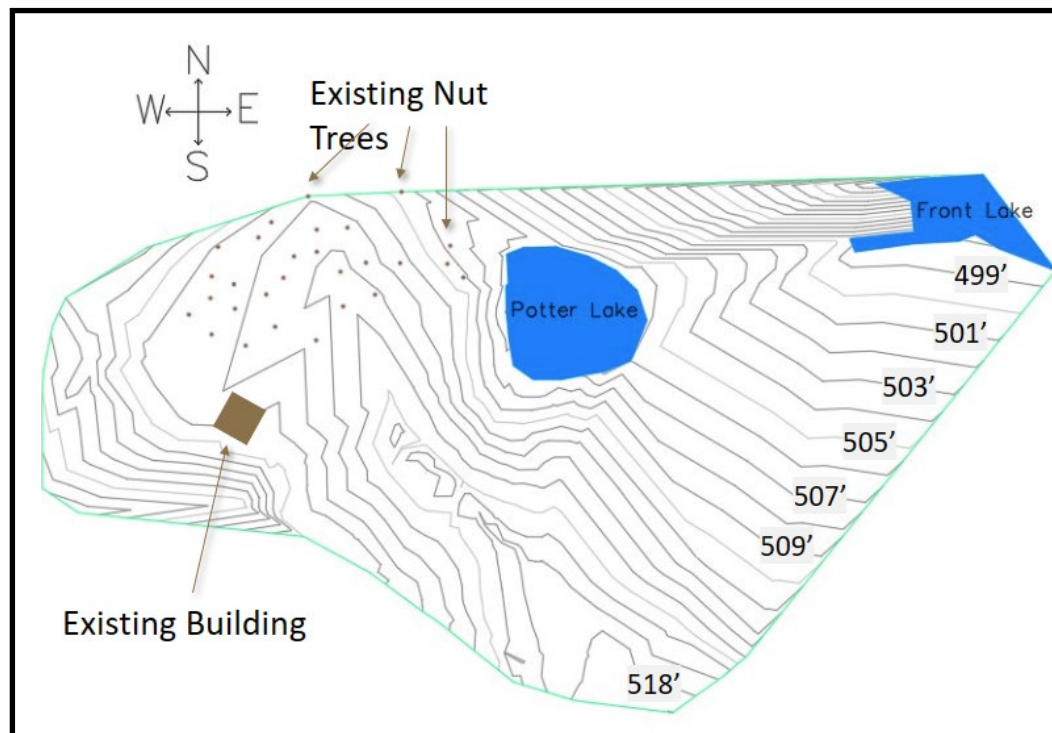 N
W E
S
Existing Nut
Trees
Front Lake
499’
Potter Lake
501’
503’
505’
507’
509’
Existing Building
518’